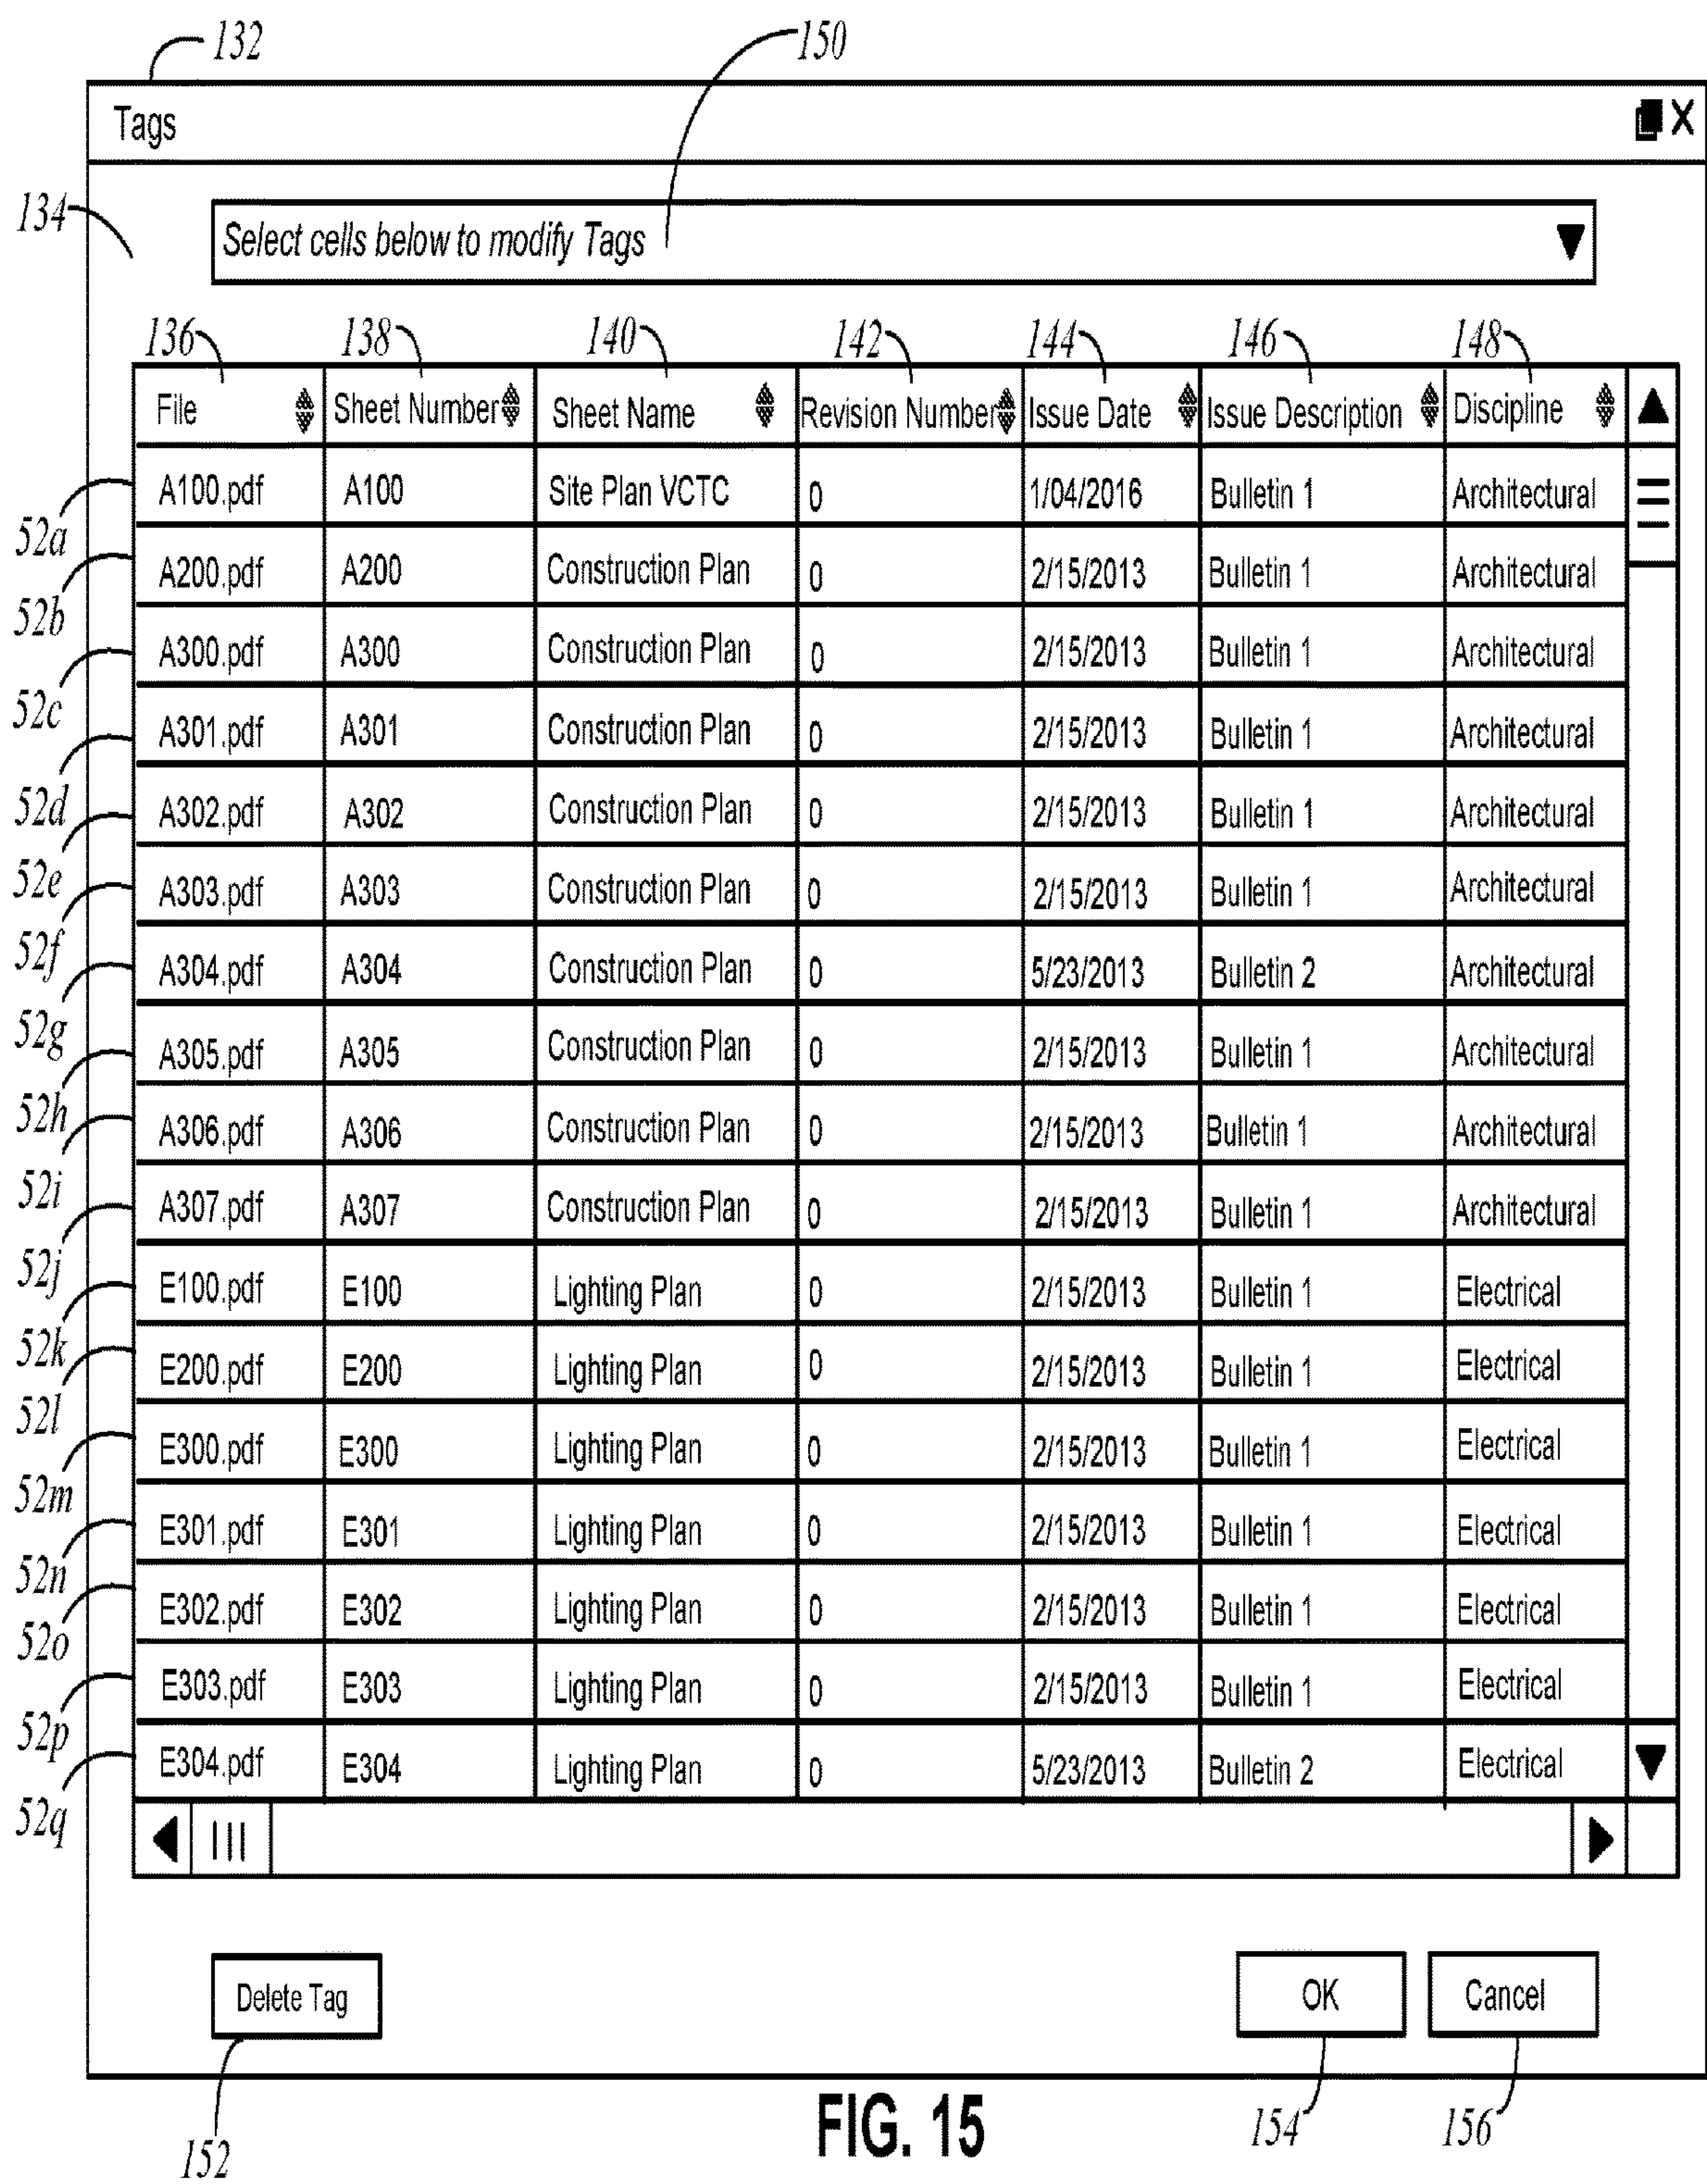 132
150
Tags
X
134
Select cells below to modify Tags
136 138 140 142 144 146 148
File Sheet Number Sheet Name Revision Number Issue Date Issue Description Discipline
A100.pdf A100 Site Plan VCTC 0 1/04/2016 Bulletin 1 Architectural
52a
A200.pdf A200 Construction Plan 0 2/15/2013 Bulletin 1 Architectural
52b
A300.pdf A300 Construction Plan 0 2/15/2013 Bulletin 1 Architectural
52c
A301.pdf A301 Construction Plan 0 2/15/2013 Bulletin 1 Architectural
52d
A302.pdf A302 Construction Plan 0 2/15/2013 Bulletin 1 Architectural
52e
A303.pdf A303 Construction Plan 0 2/15/2013 Bulletin 1 Architectural
52f
A304.pdf A304 Construction Plan 0 5/23/2013 Bulletin 2 Architectural
52g
A305.pdf A305 Construction Plan 0 2/15/2013 Bulletin 1 Architectural
52h
A306.pdf A306 Construction Plan 0 2/15/2013 Bulletin 1 Architectural
52i
A307.pdf A307 Construction Plan 0 2/15/2013 Bulletin 1 Architectural
52j
E100.pdf E100 Lighting Plan 0 2/15/2013 Bulletin 1 Electrical
52k
E200.pdf E200 Lighting Plan 0 2/15/2013 Bulletin 1 Electrical
52l
E300.pdf E300 Lighting Plan 0 2/15/2013 Bulletin 1 Electrical
52m
E301.pdf E301 Lighting Plan 0 2/15/2013 Bulletin 1 Electrical
52n
E302.pdf E302 Lighting Plan 0 2/15/2013 Bulletin 1 Electrical
52o
E303.pdf E303 Lighting Plan 0 2/15/2013 Bulletin 1 Electrical
52p
E304.pdf E304 Lighting Plan 0 5/23/2013 Bulletin 2 Electrical
52q
Delete Tag OK Cancel
152 154 156
FIG. 15